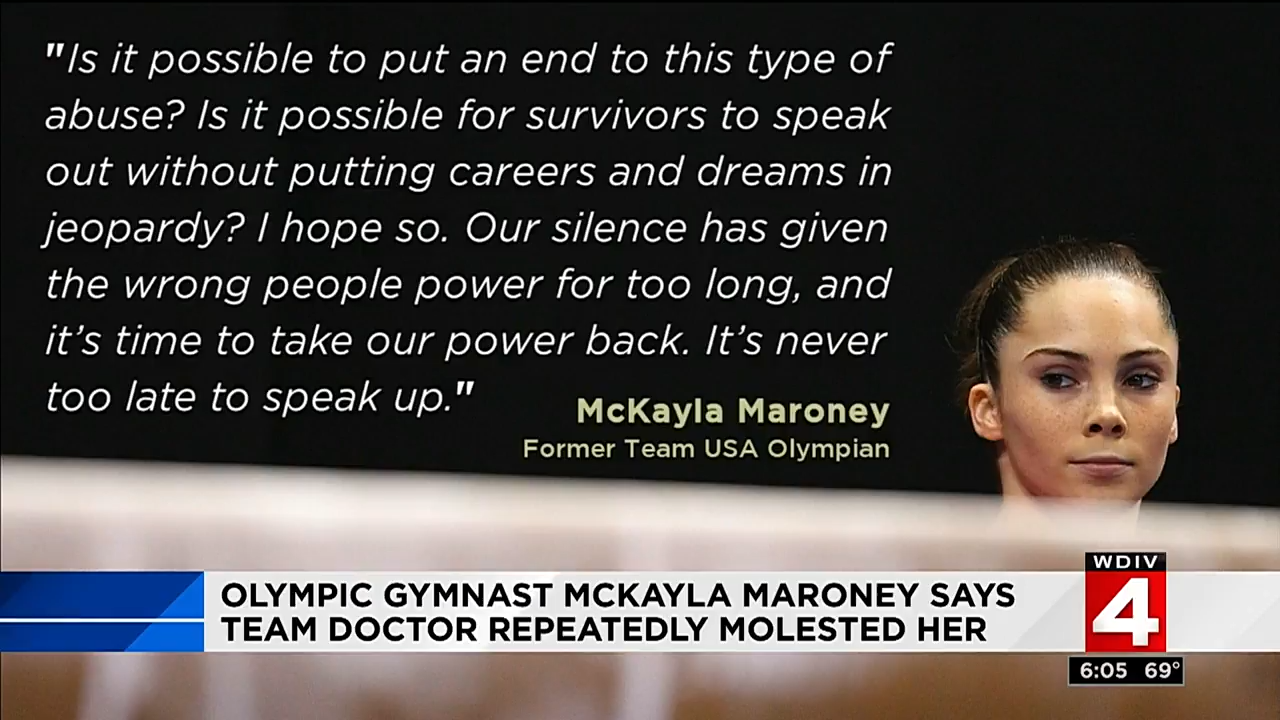 "Is it possible to put an end to this type of
abuse? Is it possible for survivors to speak
out without putting careers and dreams in
jeopardy? I hope so. Our silence has given
the wrong people power for too long, and
it's time to take our power back. It's never
too late to speak up."
McKayla Maroney
Former Team USA Olympian
OLYMPIC GYMNAST MCKAYLA MARONEY SAYS
TEAM DOCTOR REPEATEDLY MOLESTED HER
WDIV
4
6:05 69°